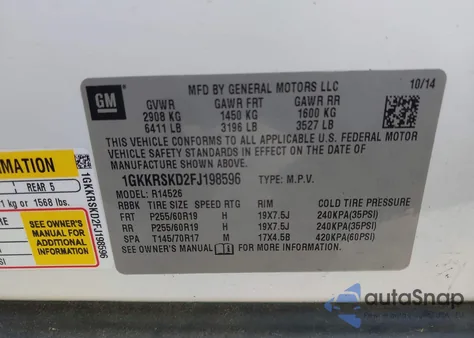 GM
MFD BY GENERAL MOTORS LLC
10/14
GVWR GAWR FRT GAWR RR
2908 KG 1450 KG 1600 KG
6411 LB 3196 LB 3527 LB
THIS VEHICLE CONFORMS TO ALL APPLICABLE U.S. FEDERAL MOTOR
VEHICLE SAFETY STANDARDS IN EFFECT ON THE DATE OF
MANUFACTURE SHOWN ABOVE.
1GKKRSKD2FJ198596 TYPE: M.P.V.
MODEL: R14526
RBBK TIRE SIZE SPEED RTG RIM COLD TIRE PRESSURE
FRT P255/60R19 H 19X7.5J 240KPA(35PSI)
RR P255/60R19 H 19X7.5J 240KPA(35PSI)
SPA T145/70R17 M 17X4.5B 420KPA(60PSI)
SEE OWNER'S MANUAL FOR MORE INFORMATION.
RMATION
1 REAR 5
1 kg or 1568 lbs.
SEE OWNER'S
MANUAL FOR
ADDITIONAL
INFORMATION
1GKKRSKD2FJ198596
autoSnap